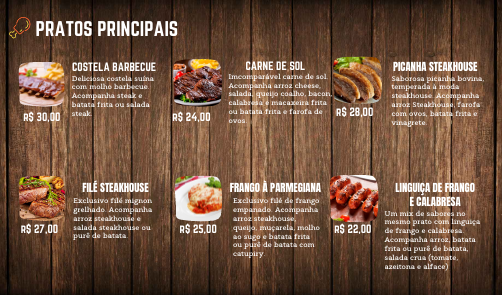 PRATOS PRINCIPAIS
COSTELA BARBECUE
Deliciosa costela suína
com molho barbecue.
Acompanha steak e
batata frita ou salada
steak.
R$ 30,00
CARNE DE SOL
Imcomparável carne de sol.
Acompanha arroz cheese,
salada, queijo coalho, bacon,
calabresa e macaxeira frita
ou batata frita e farofa de
ovos.
R$ 24,00
PICANHA STEAKHOUSE
Saborosa picanha bovina,
temperada à moda
steakhouse. Acompanha
arroz Steakhouse, farofa
com ovos, batata frita e
vinagrete.
R$ 28,00
FILÉ STEAKHOUSE
Exclusivo filé mignon
grelhado. Acompanha
arroz steakhouse e
salada steakhouse ou
purê de batata.
R$ 27,00
FRANGO À PARMEGIANA
Exclusivo filé de frango
empanado. Acompanha
arroz steakhouse,
queijo, muçarela, molho
ao sugo e batata frita
ou purê de batata com
catupiry.
R$ 25,00
LINGUIÇA DE FRANGO
E CALABRESA
Um mix de sabores no
mesmo prato com linguiça
de frango e calabresa.
Acompanha arroz, batata
frita ou purê de batata,
salada crua (tomate,
azeitona e alface)
R$ 22,00